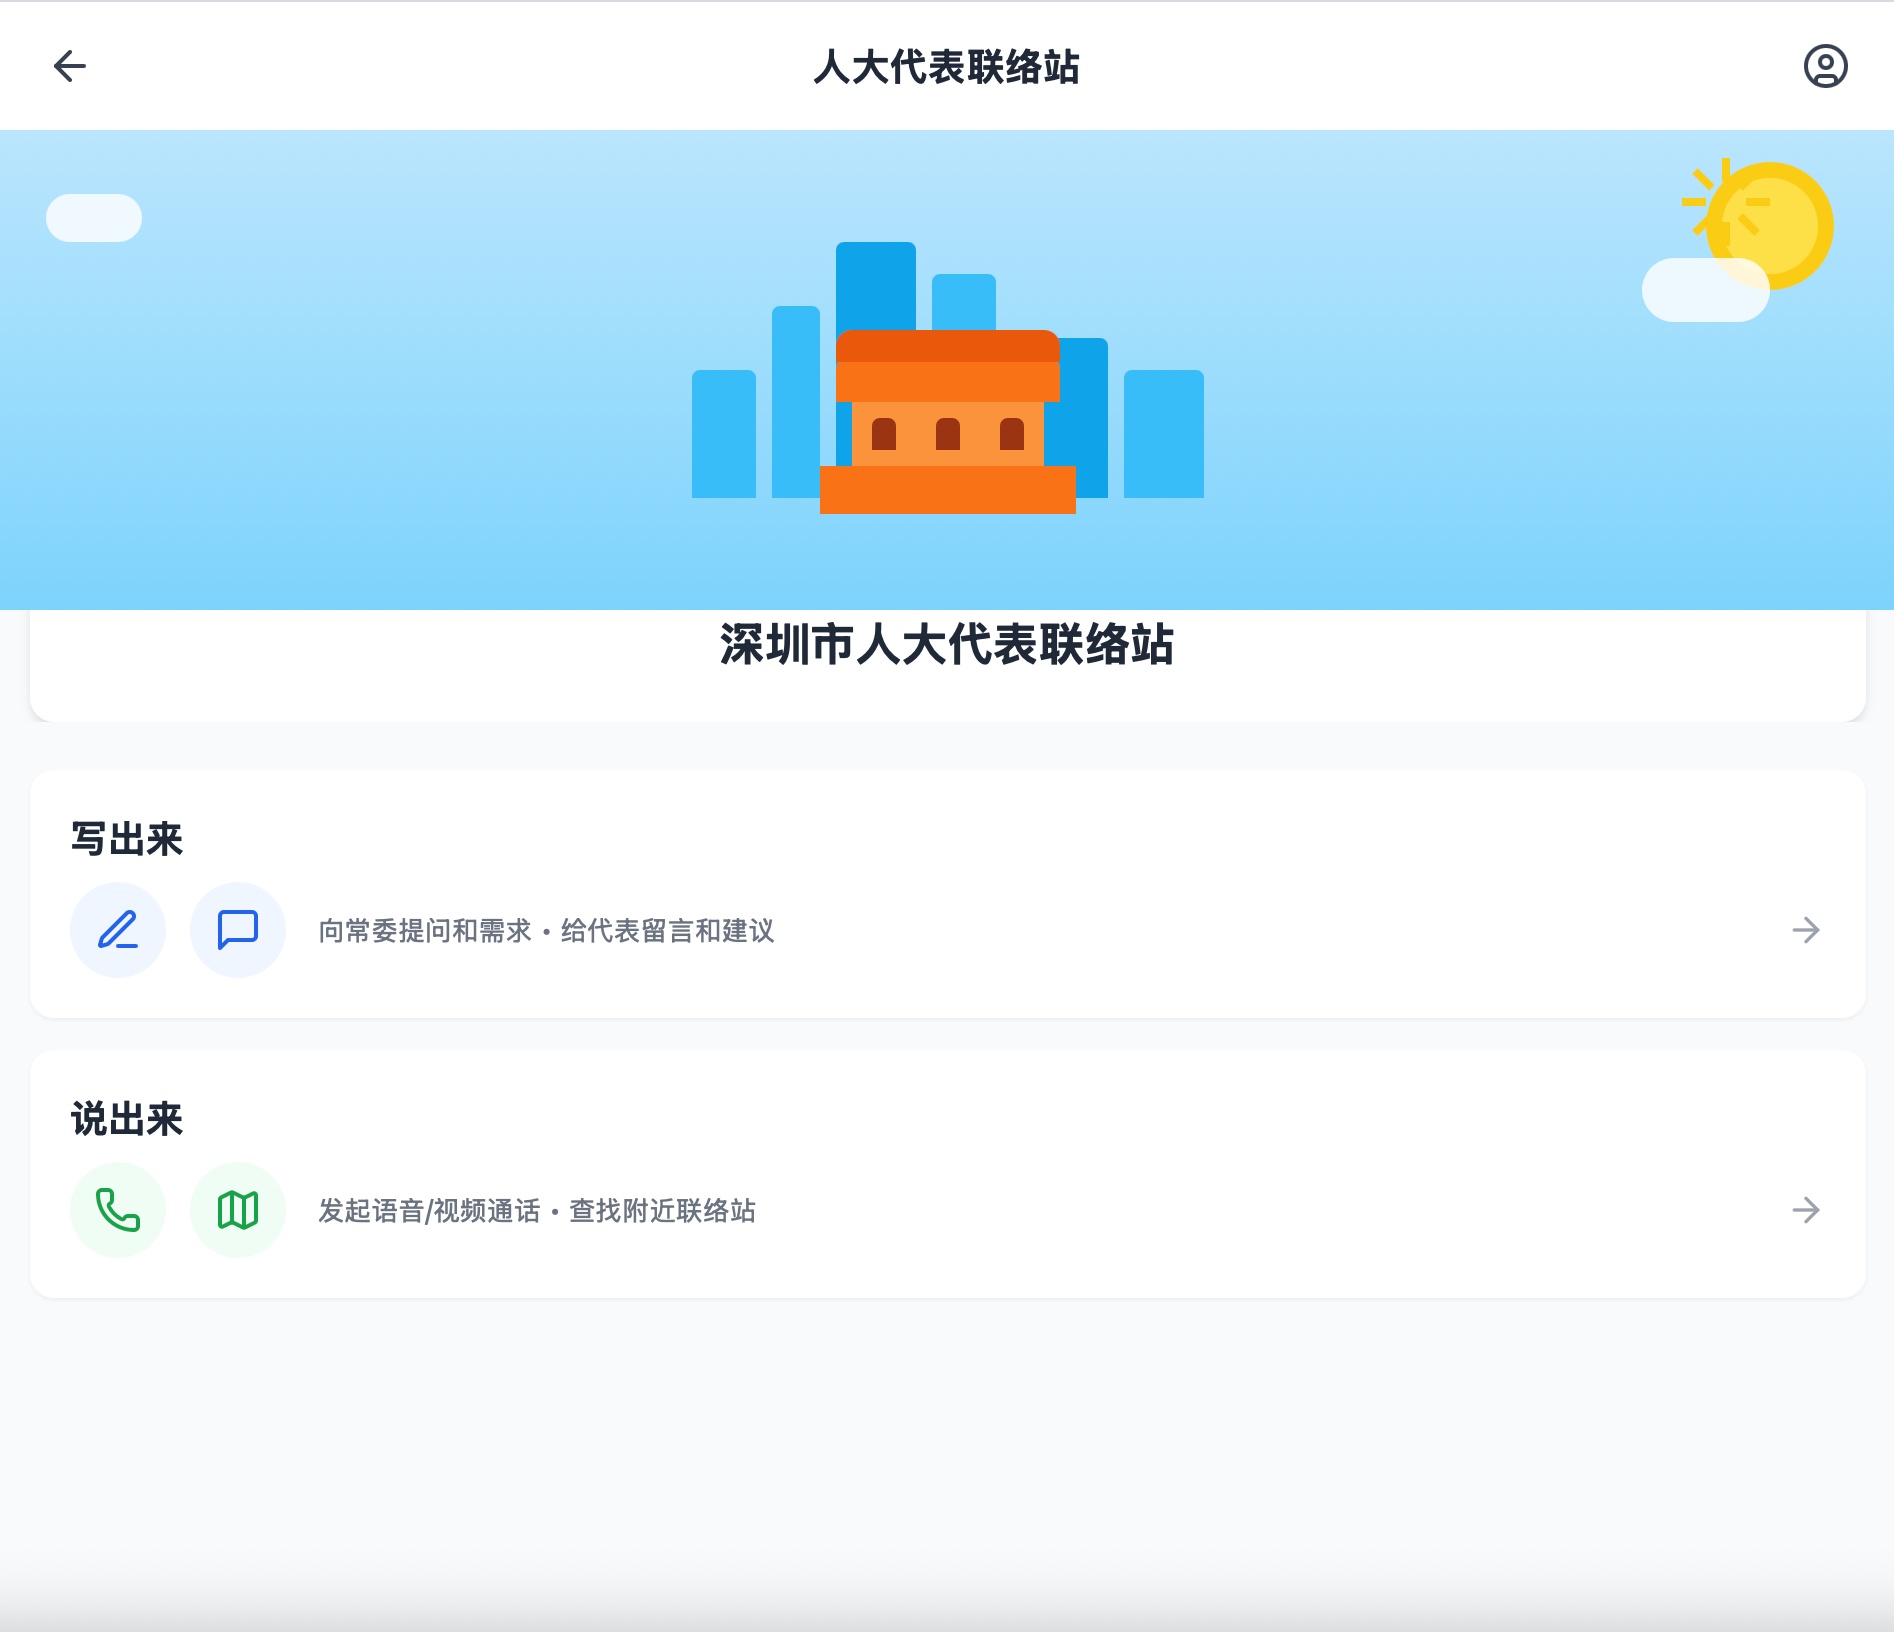 人大代表联络站
深圳市人大代表联络站
写出来
向常委提问和需求 • 给代表留言和建议
说出来
发起语音/视频通话 • 查找附近联络站